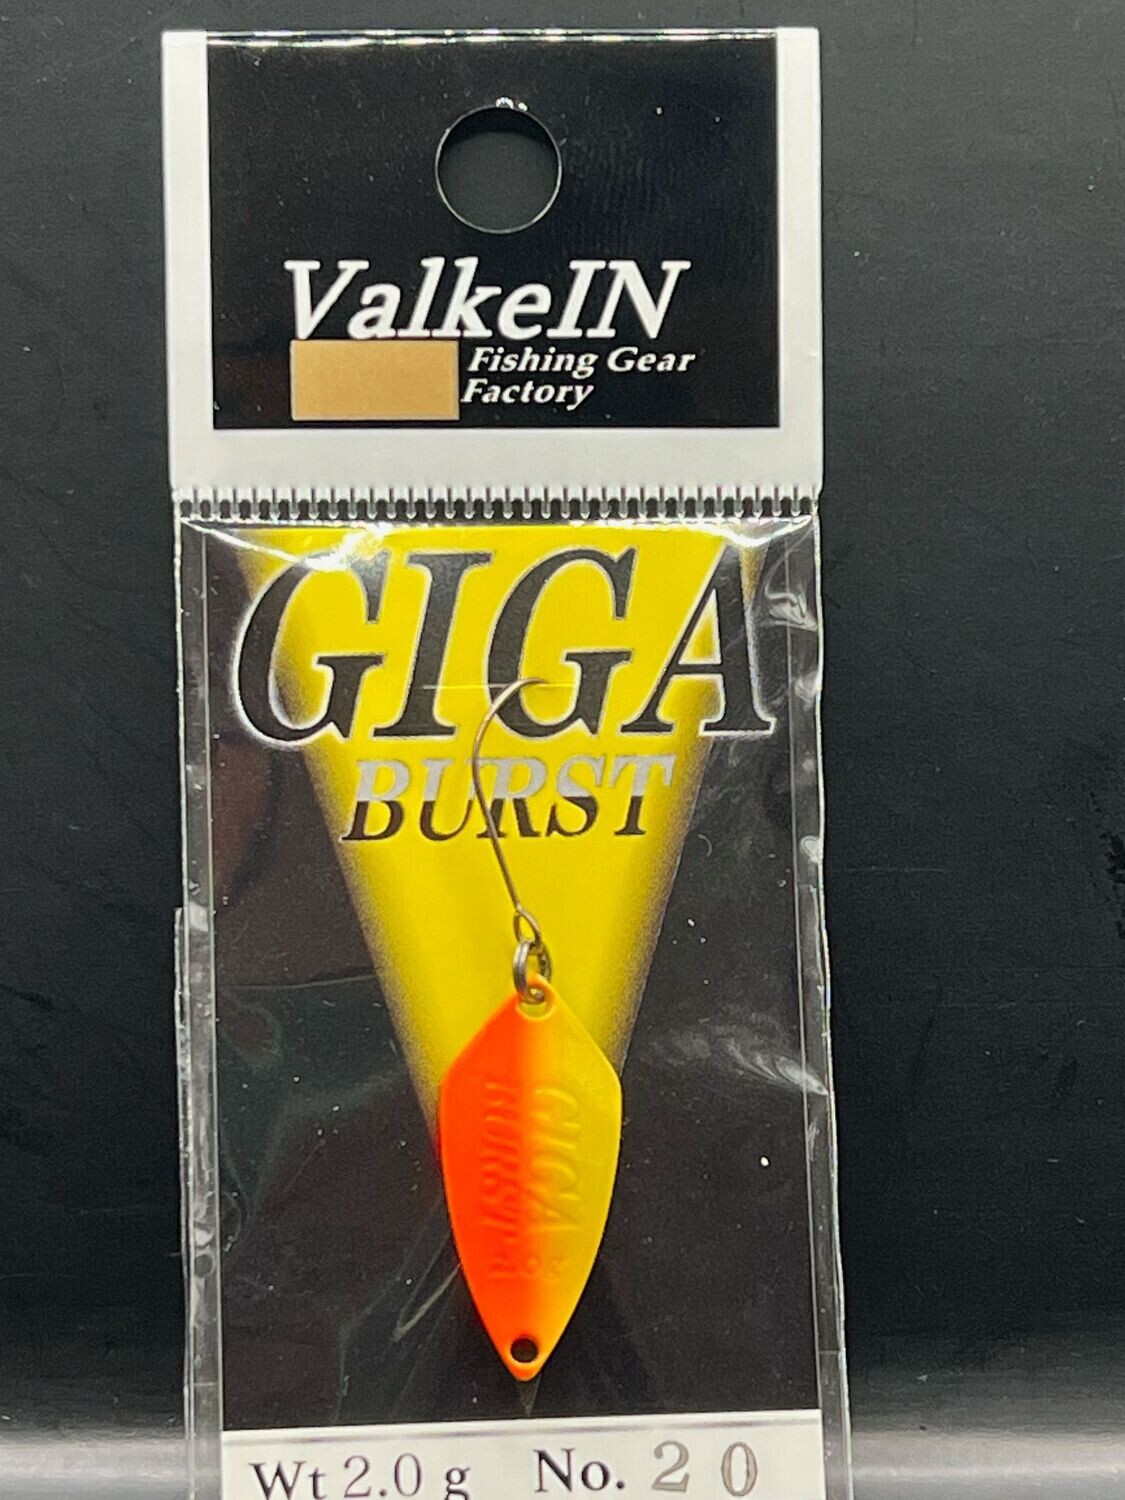 ValkeIN
Fishing Gear
Factory
GIGA
BURST
GIGA
BURST
Wt 2.0 g No. 20